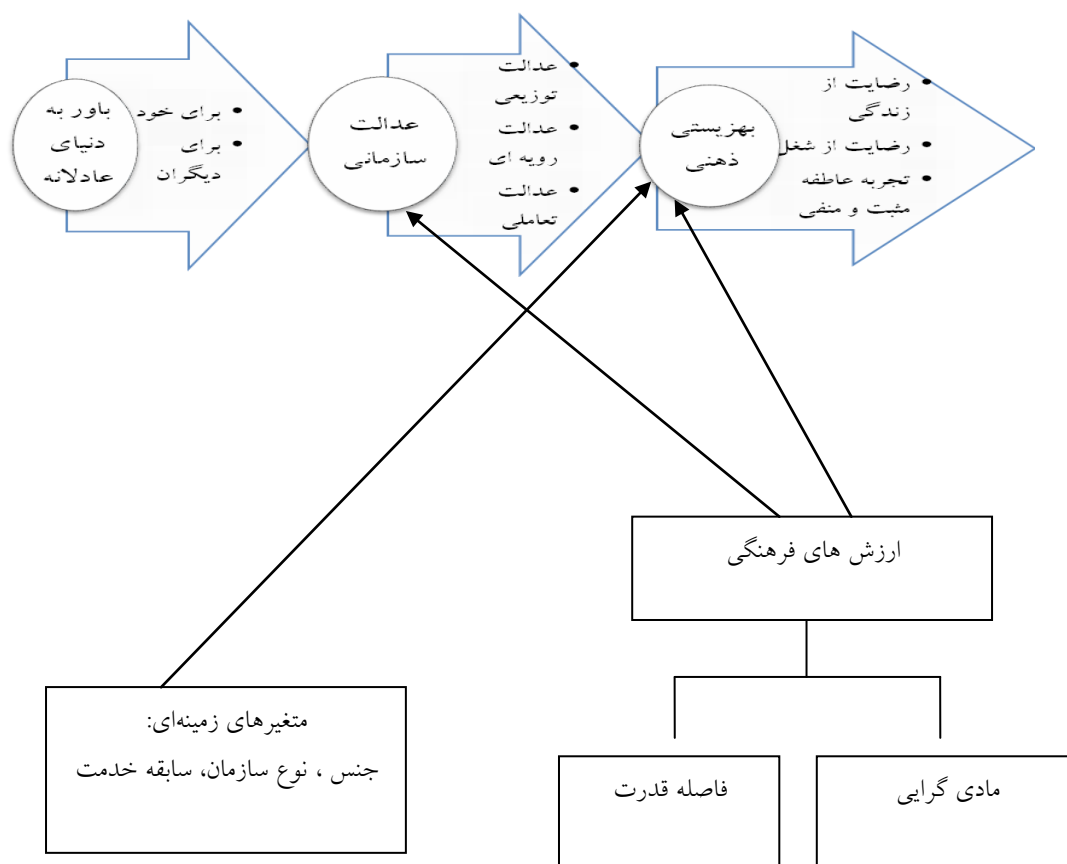 باور به
دنیای
عادلانه
• برای خود
• برای
دیگران
عدالت
سازمانی
• عدالت
توزیعی
• عدالت
رویه ای
• عدالت
تعاملی
بهزیستی
ذهنی
• رضایت از
زندگی
• رضایت از شغل
• تجربه عاطفه
مثبت و منفی
ارزش های فرهنگی
متغیرهای زمینه‌ای:
جنس ، نوع سازمان، سابقه خدمت
فاصله قدرت
مادی گرایی